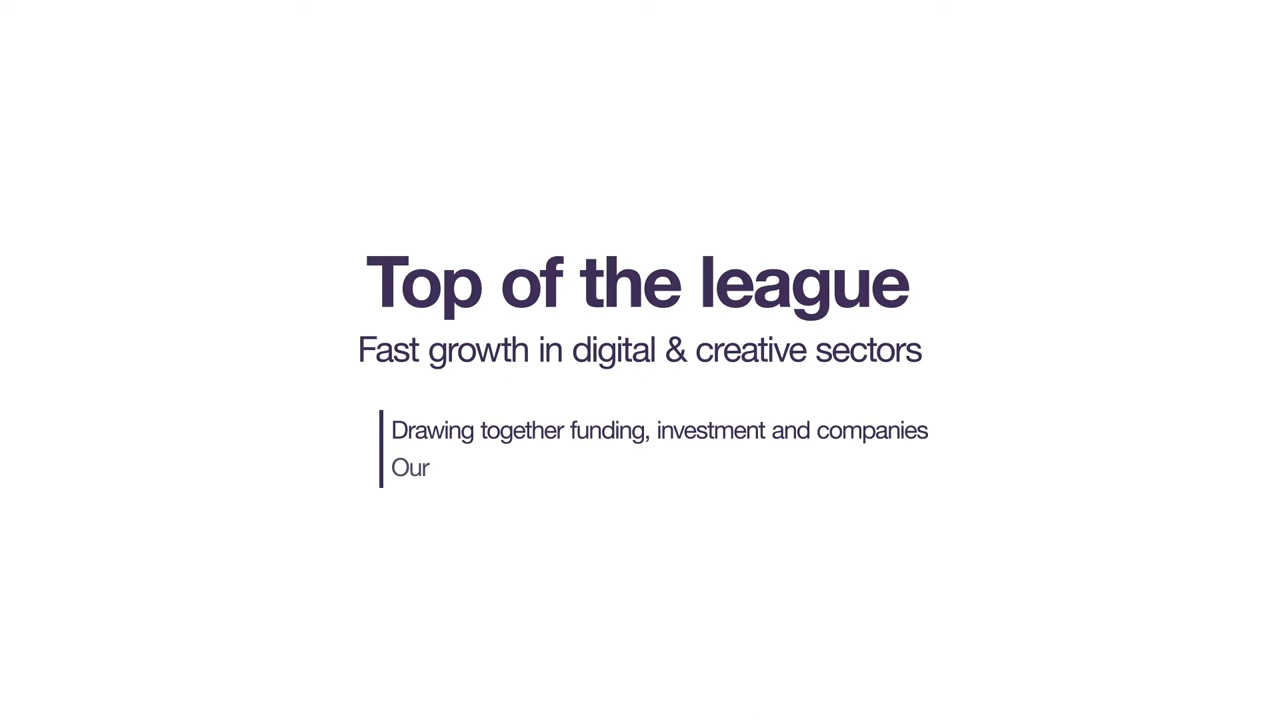 Top of the league
Fast growth in digital & creative sectors
Drawing together funding, investment and companies
Our